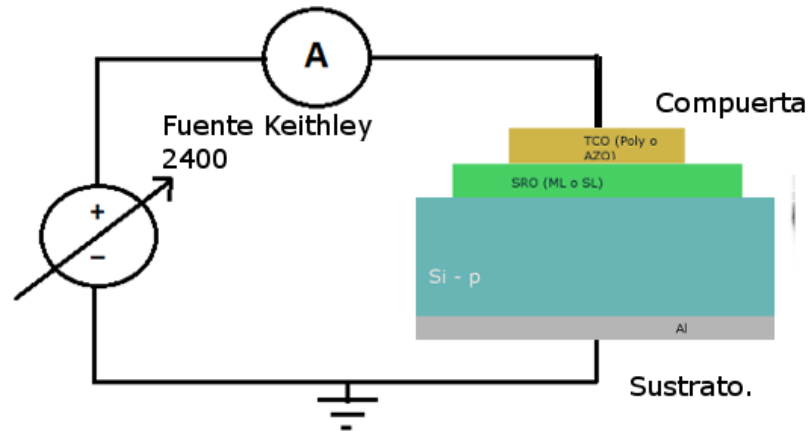 A
Compuerta
Fuente Keithley
2400
TCO (Poly o
AZO)
SRO (ML o SL)
+
−
Si - p
Al
Sustrato.